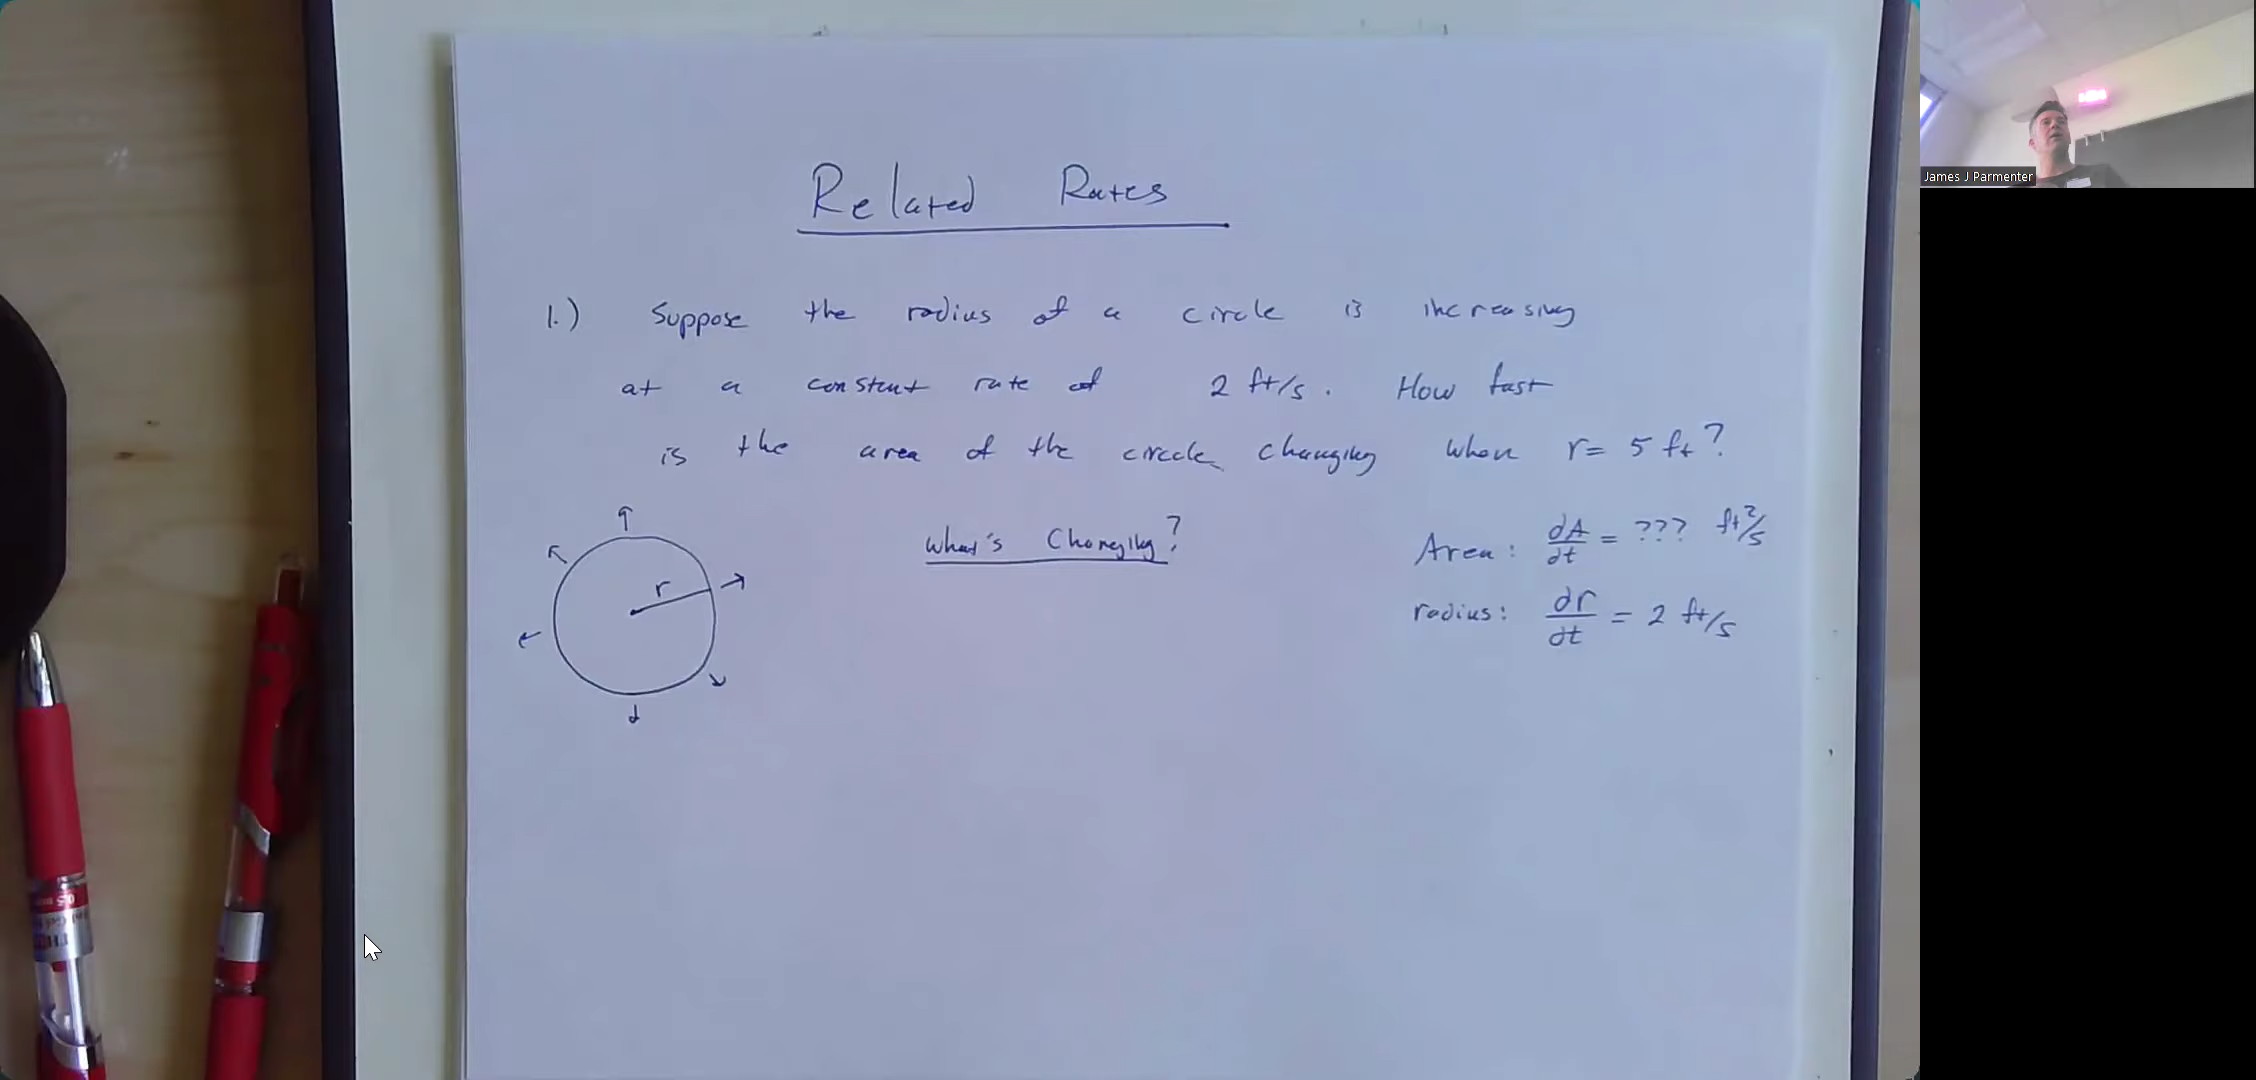 Related Rates
1.) Suppose the radius of a circle is increasing
at a constant rate of 2 ft/s. How fast
is the area of the circle changing when r= 5 ft?
r
What's Changing?
Area: dA/dt = ??? ft²/s
radius: dr/dt = 2 ft/s
James J Parmenter